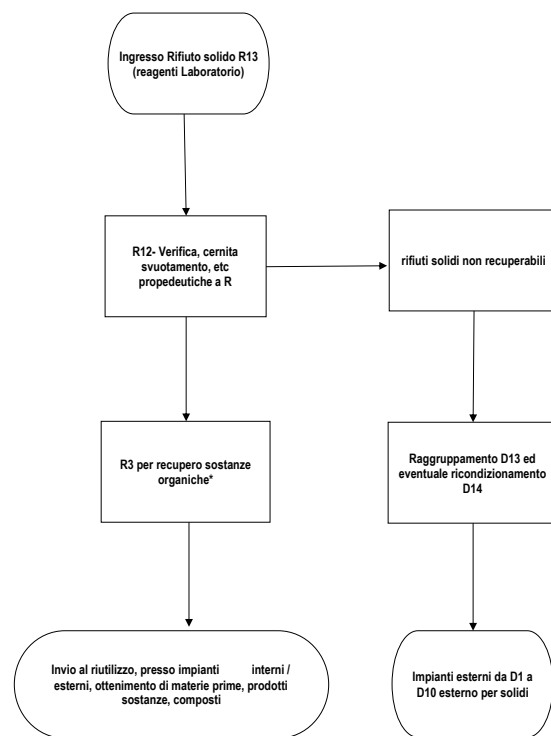 Ingresso Rifiuto solido R13
(reagenti Laboratorio)
R12- Verifica, cernita
svuotamento, etc
propedeutiche a R
rifiuti solidi non recuperabili
R3 per recupero sostanze
organiche*
Raggruppamento D13 ed
eventuale ricondizionamento
D14
Invio al riutilizzo, presso impianti interni /
esterni, ottenimento di materie prime, prodotti
sostanze, composti
Impianti esterni da D1 a
D10 esterno per solidi